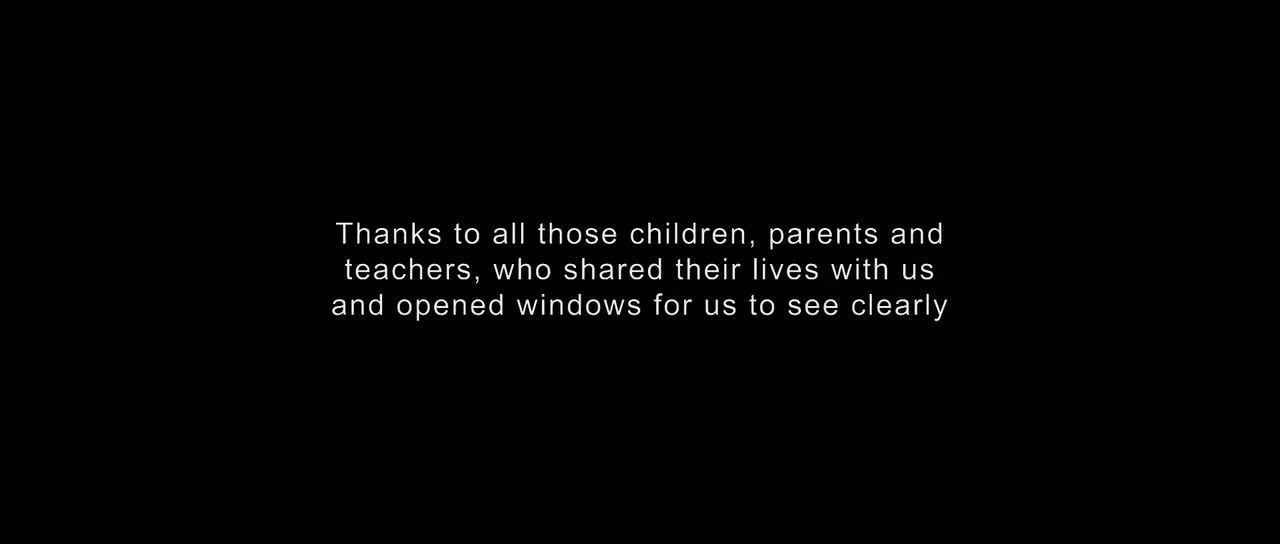 Thanks to all those children, parents and
teachers, who shared their lives with us
and opened windows for us to see clearly